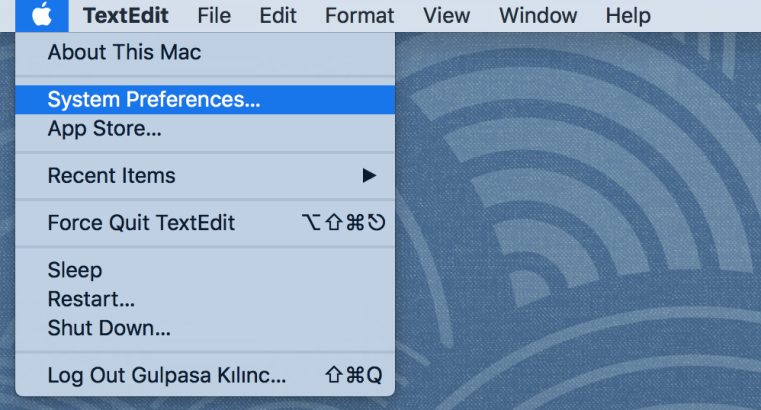 TextEdit File Edit Format View Window Help
About This Mac
System Preferences...
App Store...
Recent Items ▶
Force Quit TextEdit ⌥⇧⌘⎋
Sleep
Restart...
Shut Down...
Log Out Gulpasa Kılınc... ⇧⌘Q